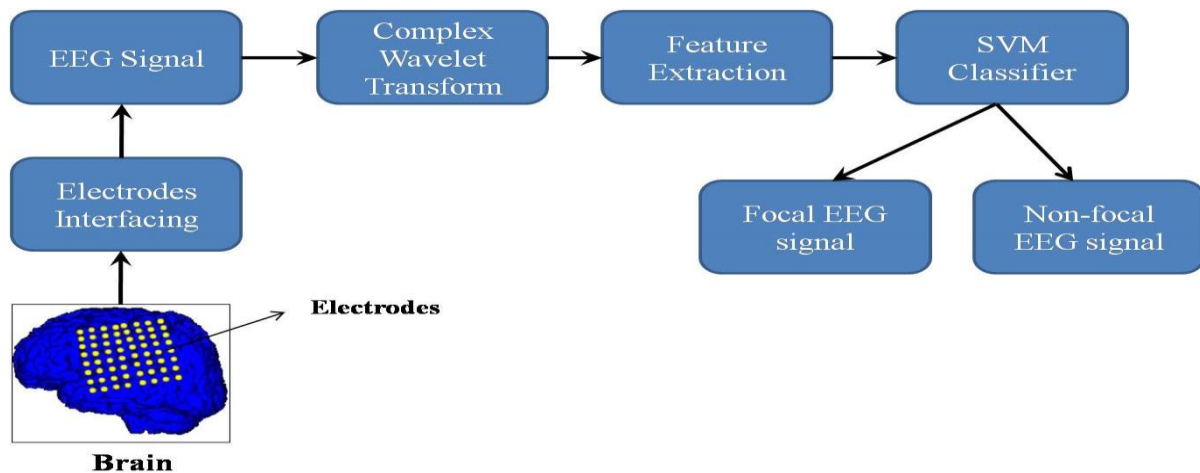 EEG Signal
Complex
Wavelet
Transform
Feature
Extraction
SVM
Classifier
Electrodes
Interfacing
Focal EEG
signal
Non-focal
EEG signal
Electrodes
Brain